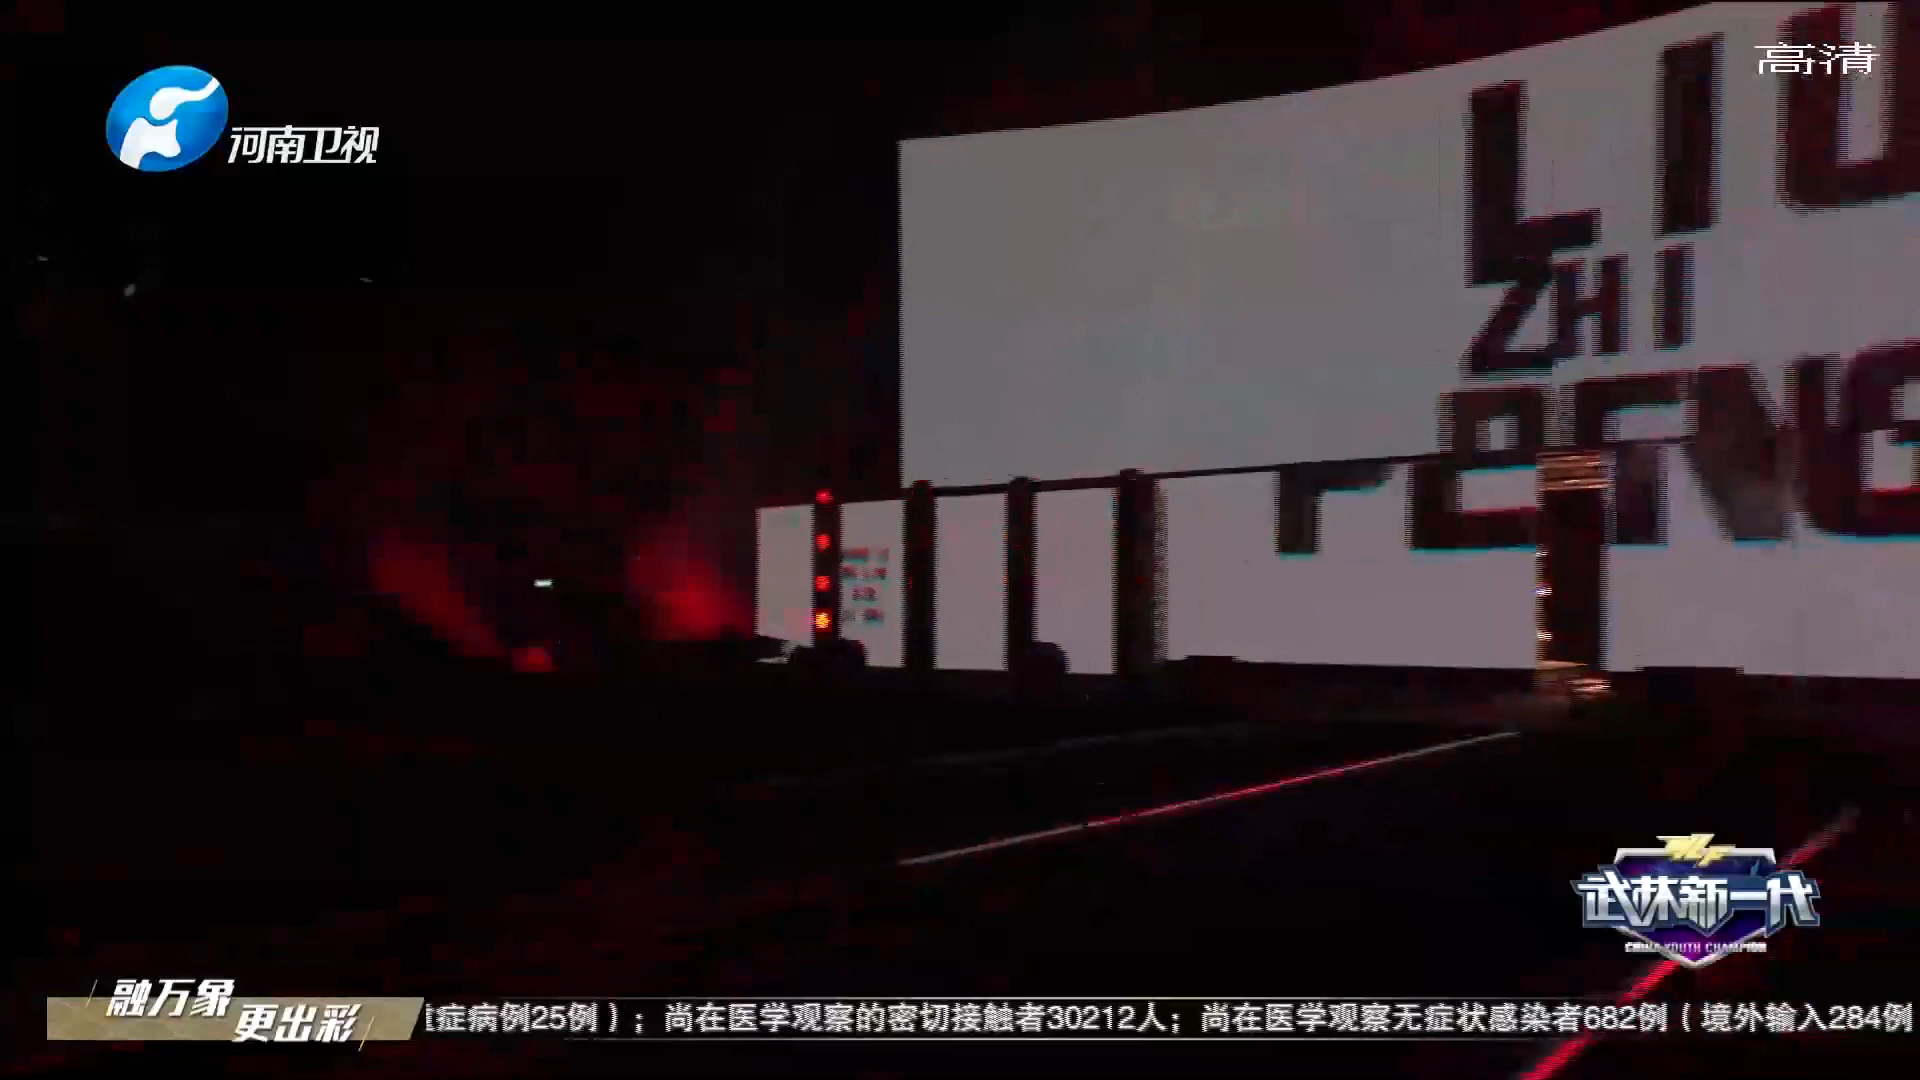 高清
河南卫视
LIU
ZHI
PENG
武林新一代
CHINA YOUTH CHAMPION
融万象
更出彩
症病例25例）；尚在医学观察的密切接触者30212人；尚在医学观察无症状感染者682例（境外输入284例